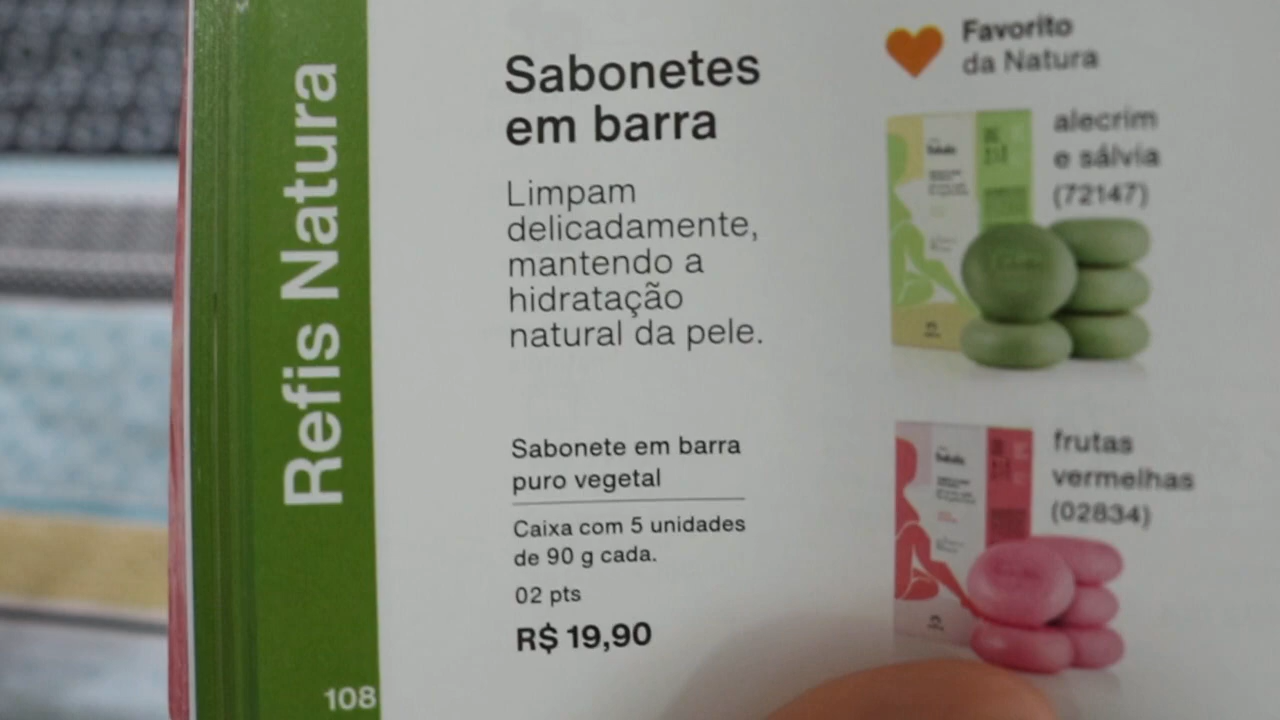 Refis Natura
108
Sabonetes
em barra
Limpam
delicadamente,
mantendo a
hidratação
natural da pele.
Sabonete em barra
puro vegetal
Caixa com 5 unidades
de 90 g cada.
02 pts
R$ 19,90
Favorito
da Natura
alecrim
e sálvia
(72147)
frutas
vermelhas
(02834)